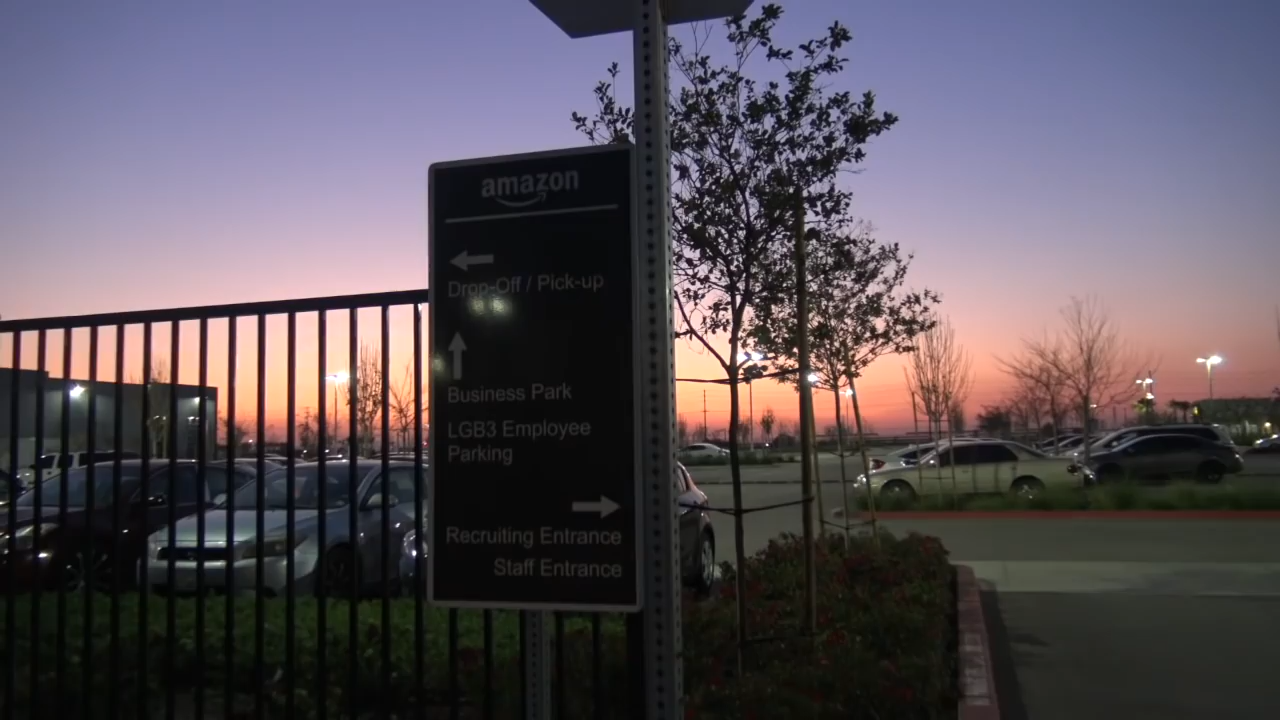 amazon
Drop-Off / Pick-up
Business Park
LGB3 Employee
Parking
Recruiting Entrance
Staff Entrance